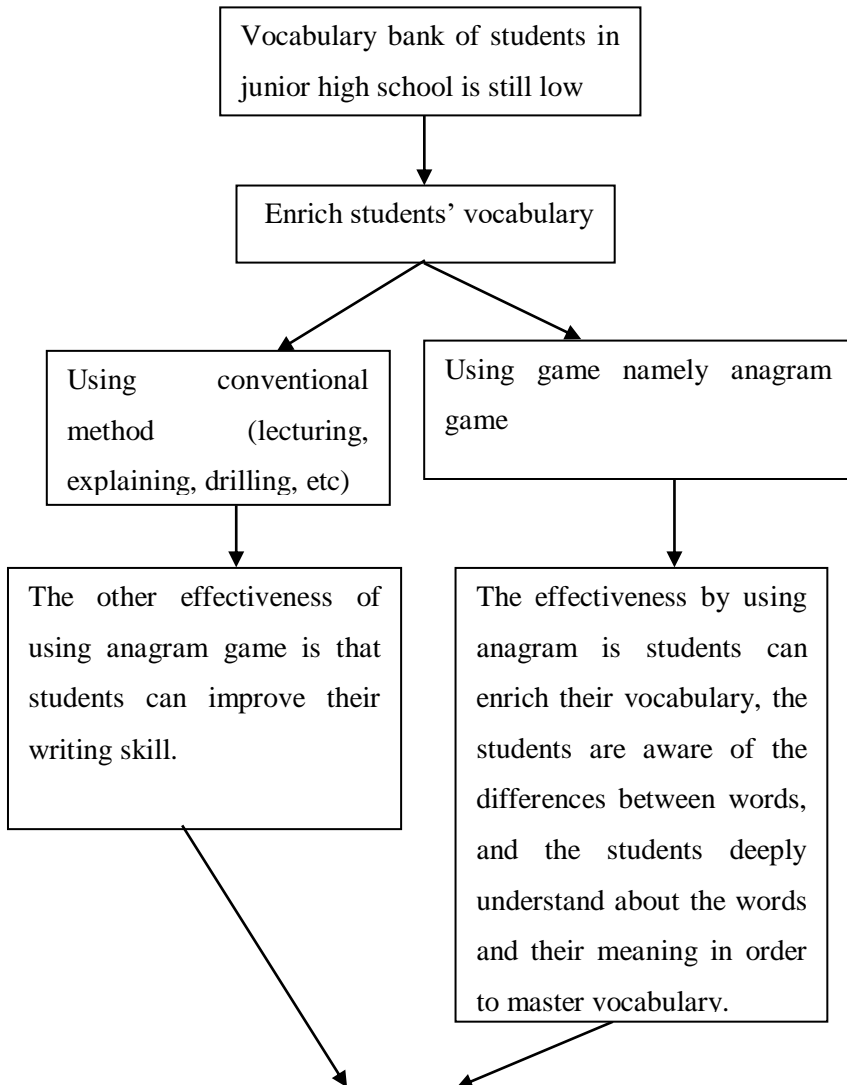 Vocabulary bank of students in
junior high school is still low
Enrich students’ vocabulary
Using conventional
method (lecturing,
explaining, drilling, etc)
Using game namely anagram
game
The other effectiveness of
using anagram game is that
students can improve their
writing skill.
The effectiveness by using
anagram is students can
enrich their vocabulary, the
students are aware of the
differences between words,
and the students deeply
understand about the words
and their meaning in order
to master vocabulary.